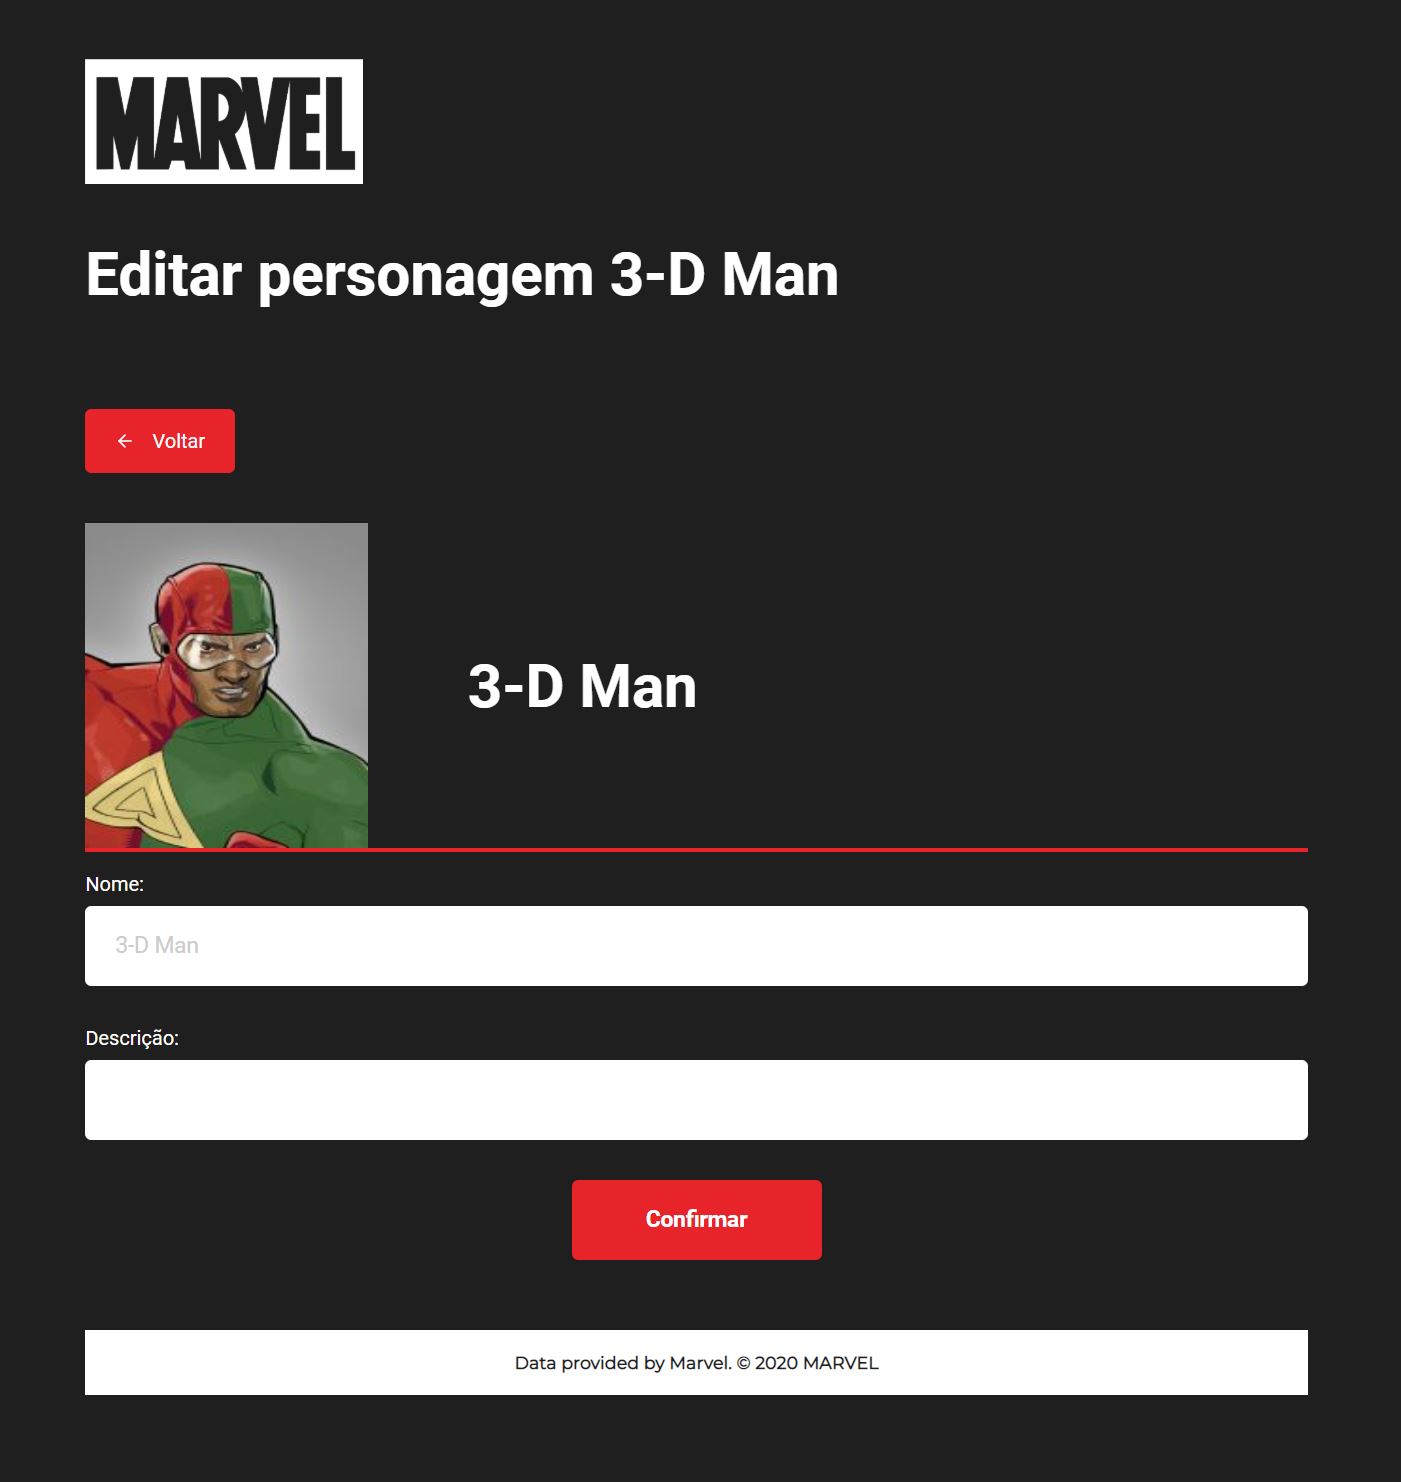 MARVEL
Editar personagem 3-D Man
Voltar
3-D Man
Nome:
3-D Man
Descrição:
Confirmar
Data provided by Marvel. © 2020 MARVEL